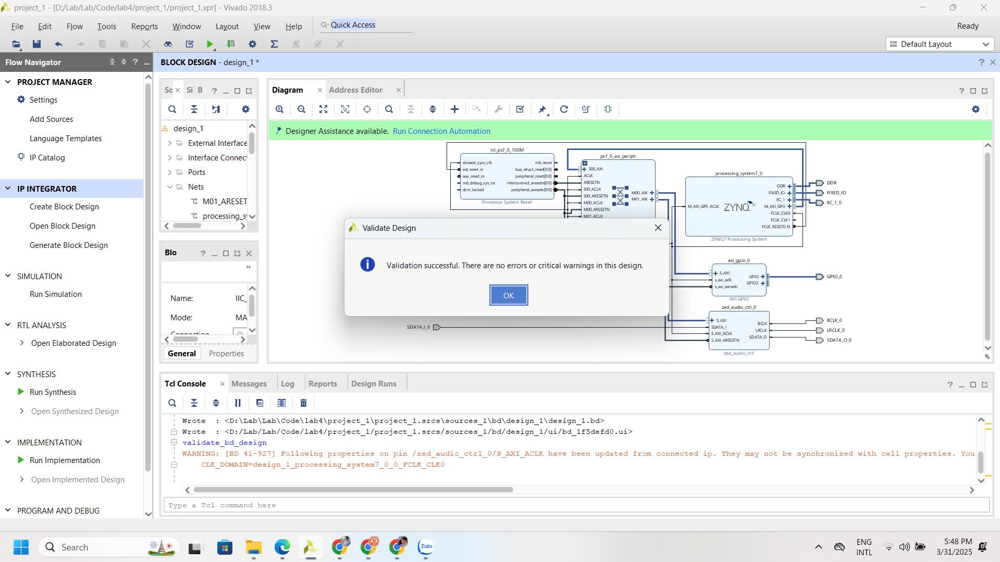 project_1 - [D:/Lab/Lab/Code/lab4/project_1/project_1.xpr] - Vivado 2018.3
File Edit Flow Tools Reports Window Layout View Help Quick Access Ready
Default Layout
Flow Navigator
BLOCK DESIGN - design_1 *
PROJECT MANAGER
Settings
Add Sources
Language Templates
IP Catalog
IP INTEGRATOR
Create Block Design
Open Block Design
Generate Block Design
SIMULATION
Run Simulation
RTL ANALYSIS
Open Elaborated Design
SYNTHESIS
Run Synthesis
Open Synthesized Design
IMPLEMENTATION
Run Implementation
Open Implemented Design
PROGRAM AND DEBUG
So Si B
design_1
External Interface
Interface Connect
Ports
Nets
M01_ARESET
processing_sy
Blo
Name: IIC_
Mode: MA
Connection
General Properties
Diagram Address Editor
Designer Assistance available. Run Connection Automation
rst_ps7_0_100M
slowest_sync_clk mb_reset
ext_reset_in bus_struct_reset[0:0]
aux_reset_in peripheral_reset[0:0]
mb_debug_sys_rst interconnect_aresetn[0:0]
dcm_locked peripheral_aresetn[0:0]
Processor System Reset
ps7_0_axi_periph
S00_AXI
ACLK
ARESETN
S00_ACLK
S00_ARESETN
M00_ACLK
M00_ARESETN
M01_ACLK
M00_AXI
M01_AXI
processing_system7_0
M_AXI_GP0_ACLK
ZYNQ
DDR
FIXED_IO
IIC_1
M_AXI_GP0
FCLK_CLK0
FCLK_CLK1
FCLK_RESET0_N
ZYNQ7 Processing System
DDR
FIXED_IO
IIC_1_0
axi_gpio_0
S_AXI
s_axi_aclk
s_axi_aresetn
GPIO
GPIO2
AXI GPIO
GPIO_0
zed_audio_ctrl_0
S_AXI
SDATA_I
S_AXI_ACLK
S_AXI_ARESETN
BCLK
LRCLK
SDATA_O
zed_audio_ctrl
BCLK_0
LRCLK_0
SDATA_O_0
SDATA_I_0
Validate Design
Validation successful. There are no errors or critical warnings in this design.
OK
Tcl Console Messages Log Reports Design Runs
Wrote : <D:\Lab\Lab\Code\lab4\project_1\project_1.srcs\sources_1\bd\design_1\design_1.bd>
Wrote : <D:/Lab/Lab/Code/lab4/project_1/project_1.srcs/sources_1/bd/design_1/ui/bd_1f5defd0.ui>
validate_bd_design
WARNING: [BD 41-927] Following properties on pin /zed_audio_ctrl_0/S_AXI_ACLK have been updated from connected ip. They may not be synchronized with cell properties. You
CLK_DOMAIN=design_1_processing_system7_0_0_FCLK_CLK0
Type a Tcl command here
Search
Zalo
ENG
INTL
5:48 PM
3/31/2025